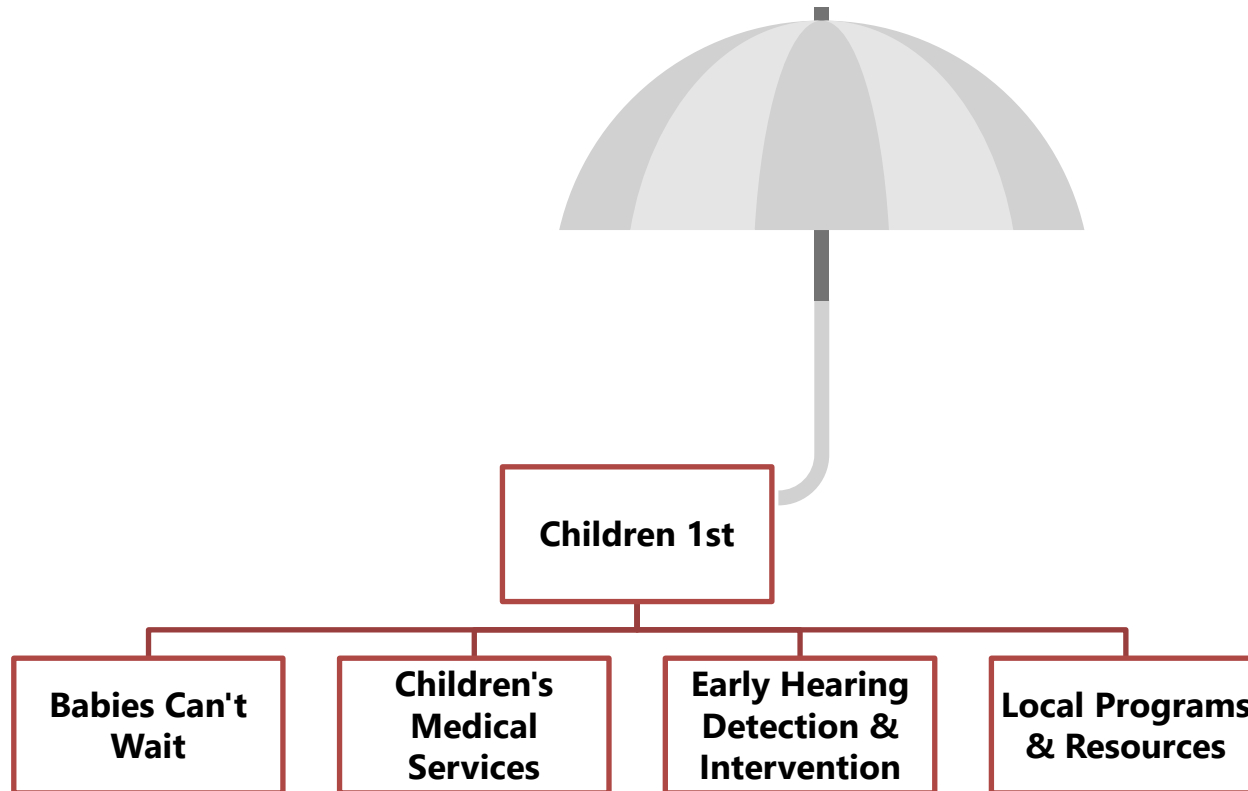 Children 1st
Babies Can't
Wait
Children's
Medical
Services
Early Hearing
Detection &
Intervention
Local Programs
& Resources